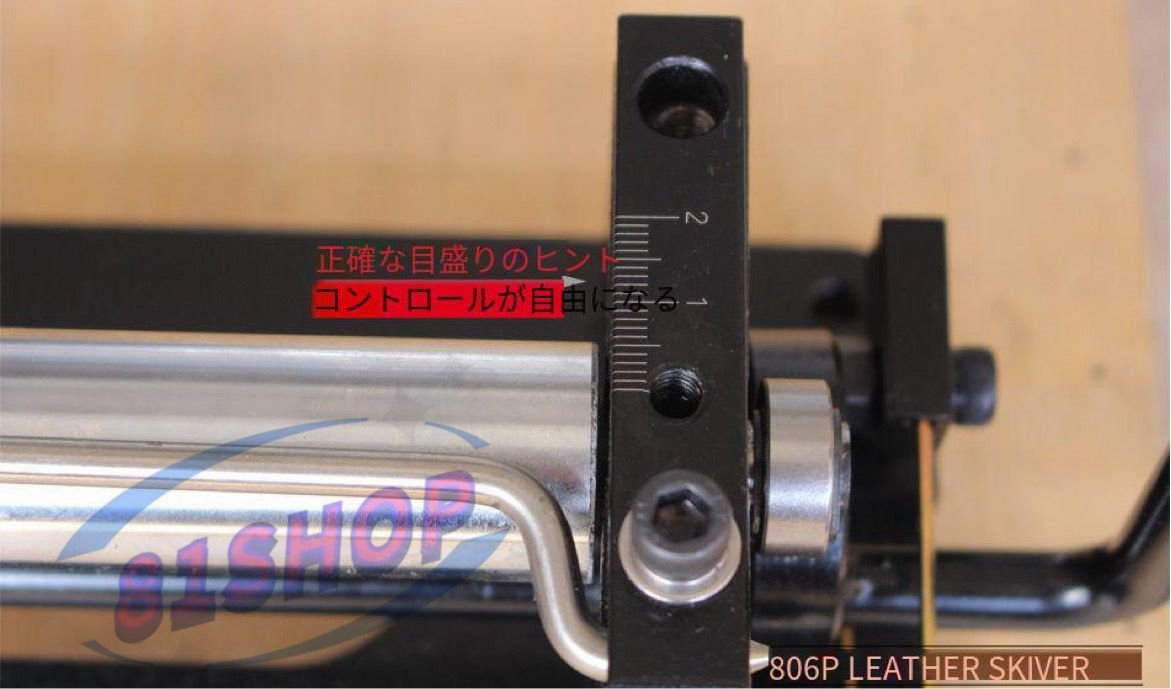 2
正確な目盛りのヒント
コントロールが自由になる
1
81SHOP
806P LEATHER SKIVER